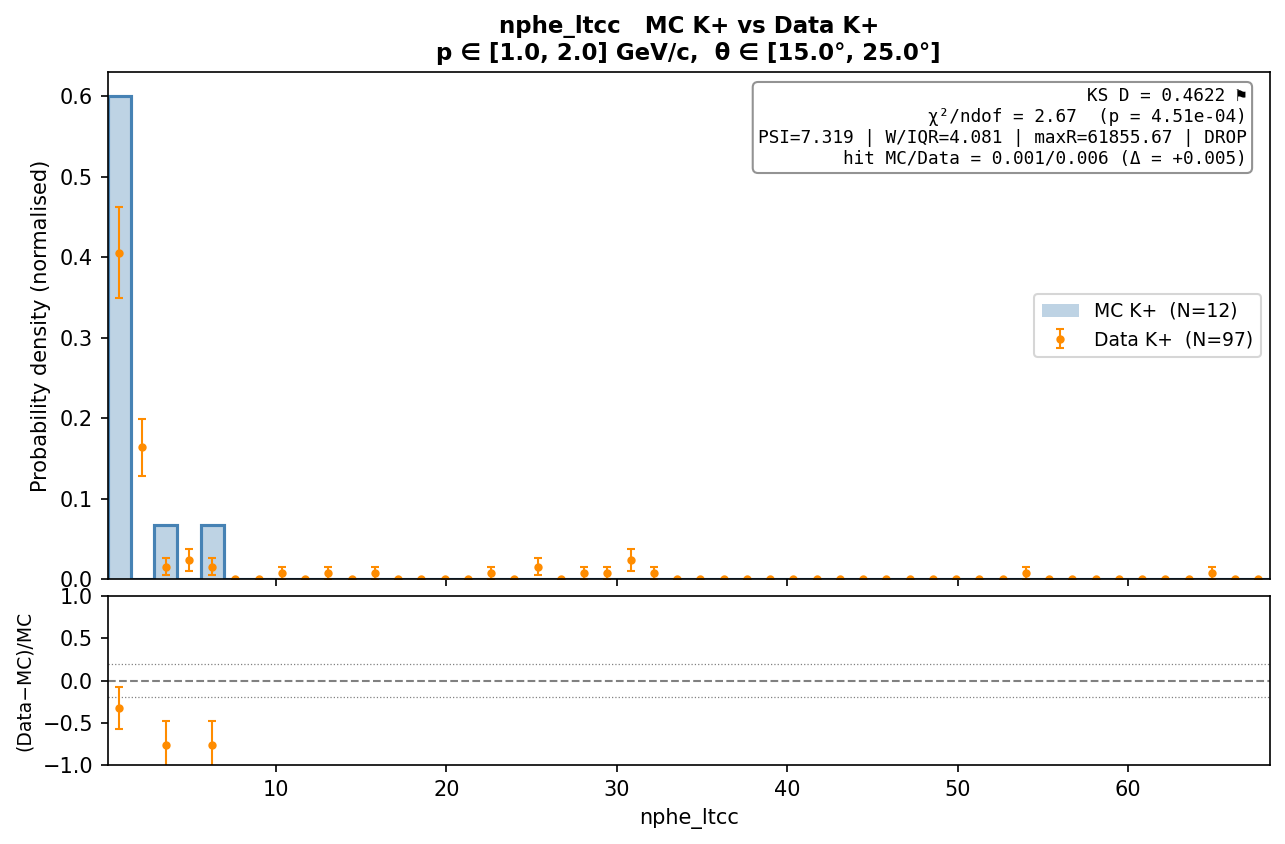 nphe_ltcc   MC K+ vs Data K+
p ∈ [1.0, 2.0] GeV/c,  θ ∈ [15.0°, 25.0°]
KS D = 0.4622 ⚑
χ²/ndof = 2.67  (p = 4.51e-04)
PSI=7.319 | W/IQR=4.081 | maxR=61855.67 | DROP
hit MC/Data = 0.001/0.006 (Δ = +0.005)
MC K+  (N=12)
Data K+  (N=97)
Probability density (normalised)
0.6
0.5
0.4
0.3
0.2
0.1
0.0
(Data−MC)/MC
1.0
0.5
0.0
−0.5
−1.0
10
20
30
40
50
60
nphe_ltcc